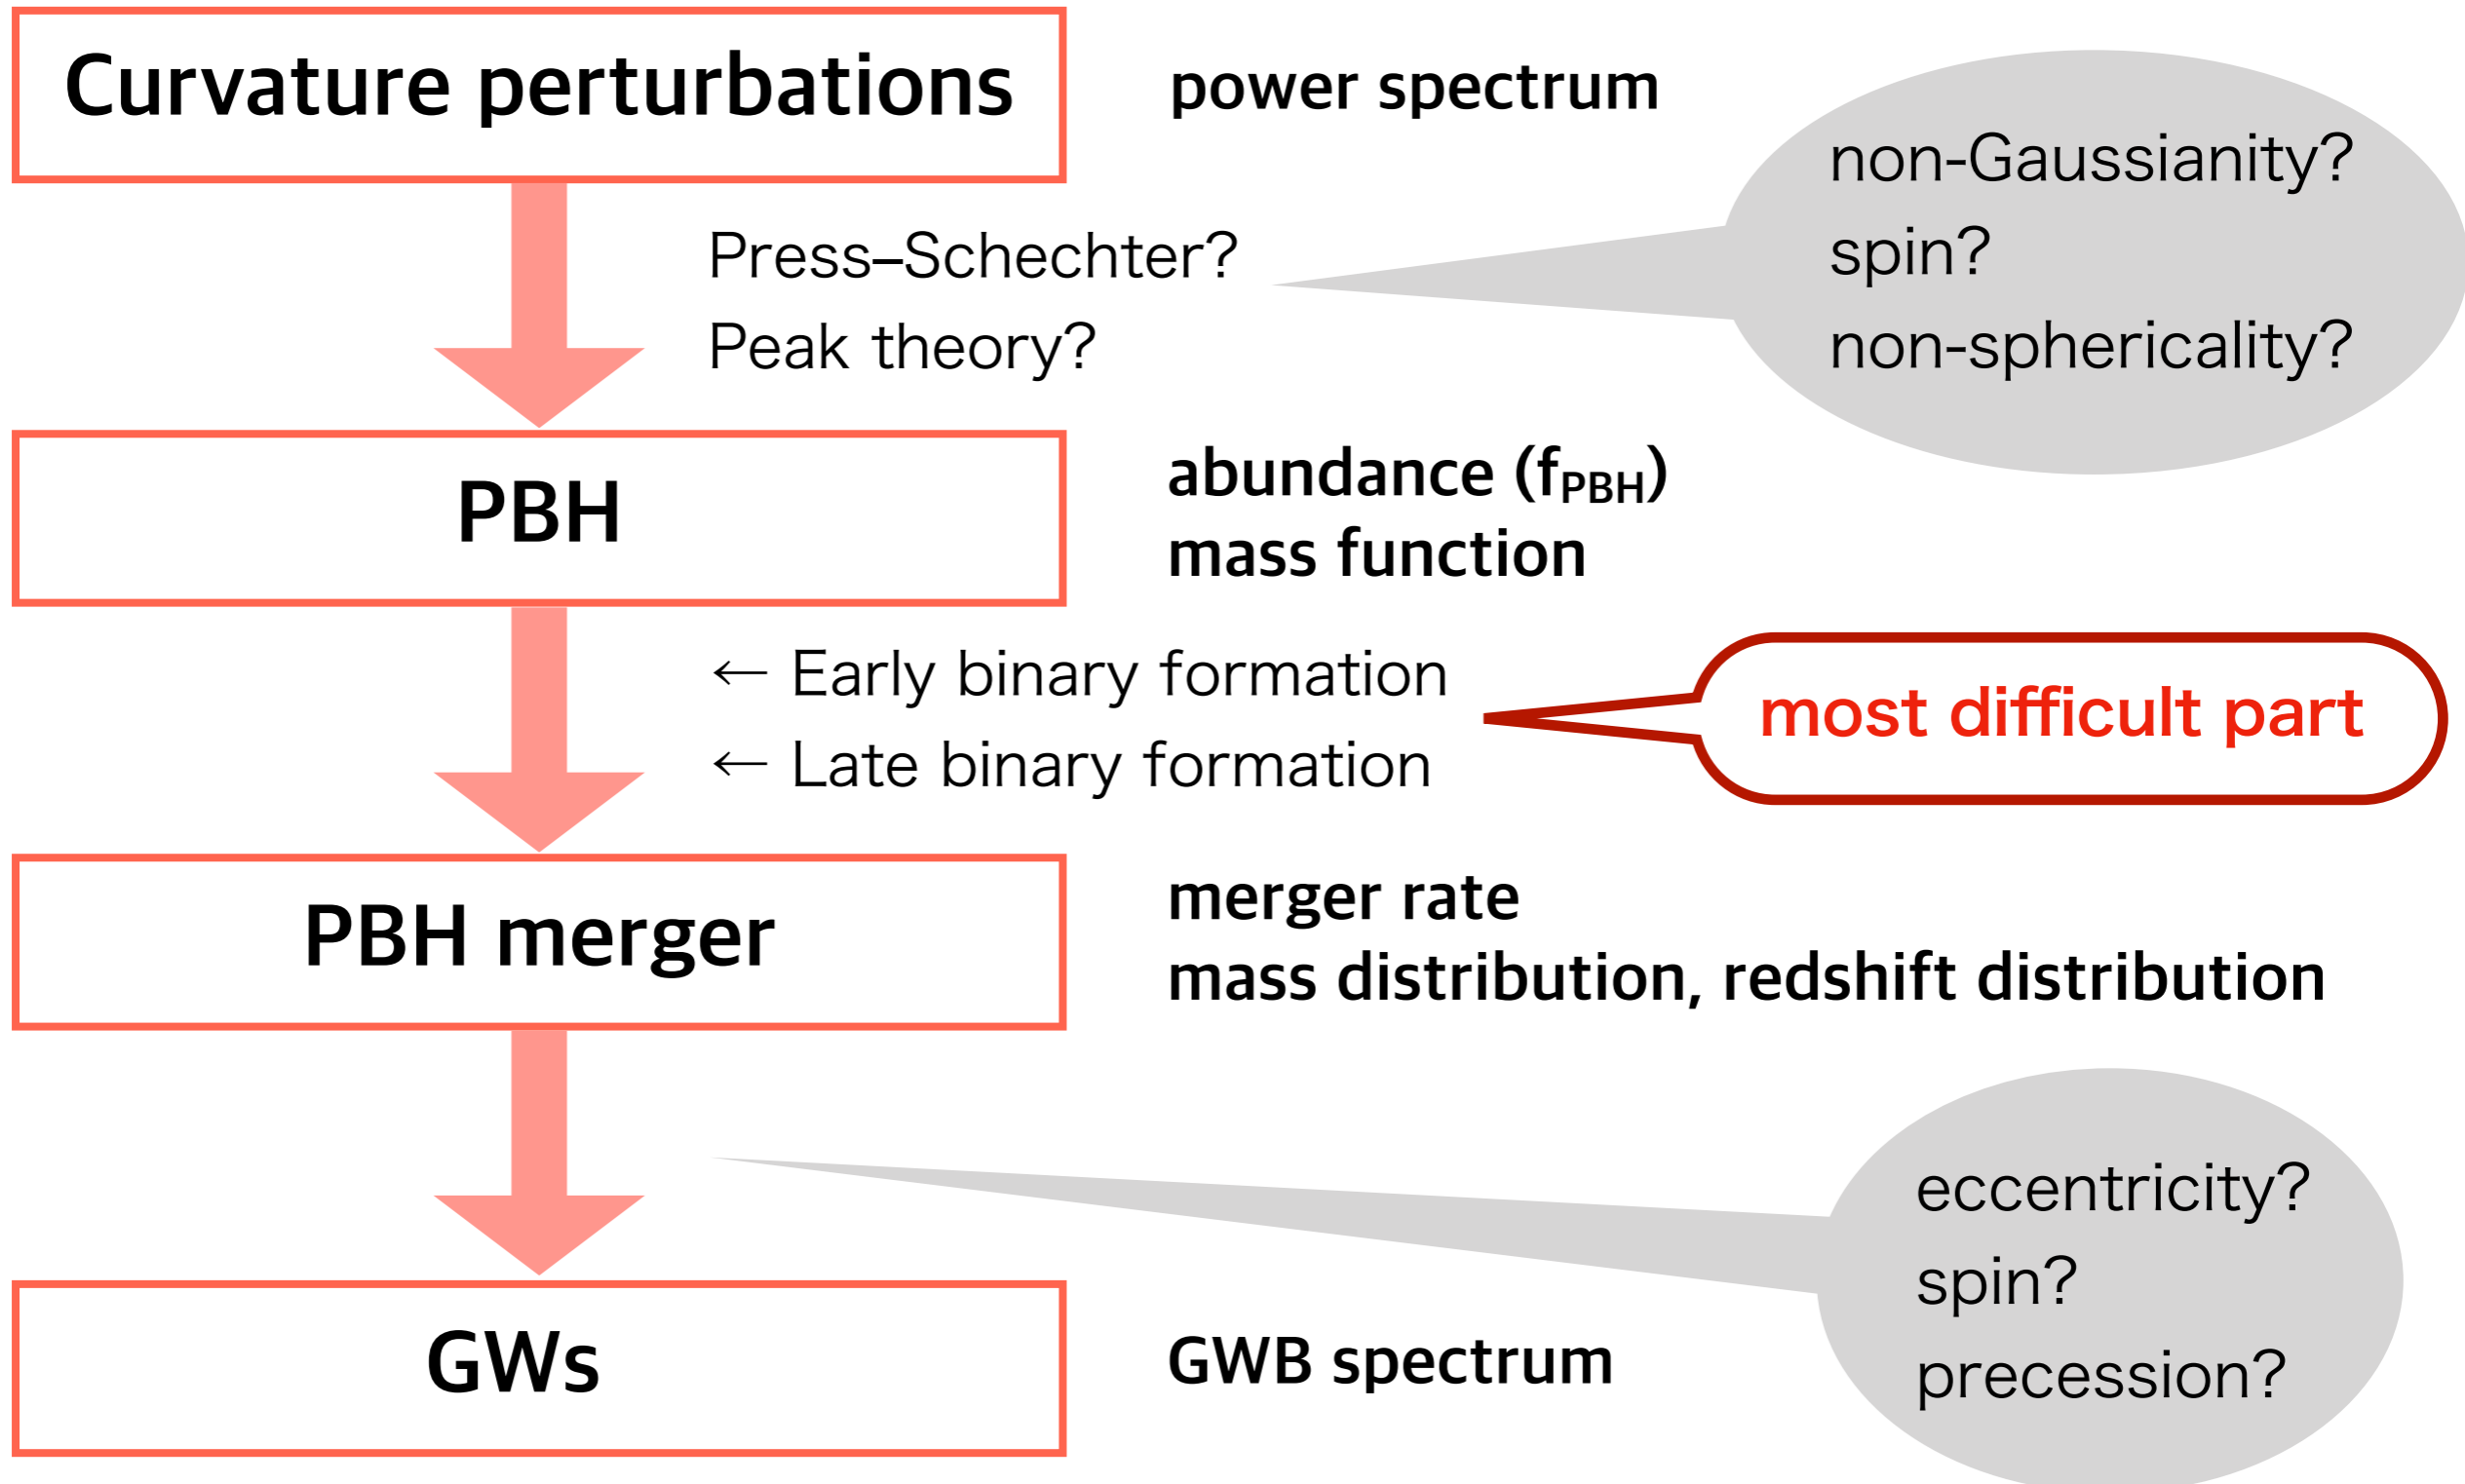 Curvature perturbations
power spectrum
non-Gaussianity?
spin?
non-sphericality?
Press–Schechter?
Peak theory?
PBH
abundance (fPBH)
mass function
← Early binary formation
← Late binary formation
most difficult part
PBH merger
merger rate
mass distribution, redshift distribution
eccentricity?
spin?
precession?
GWs
GWB spectrum